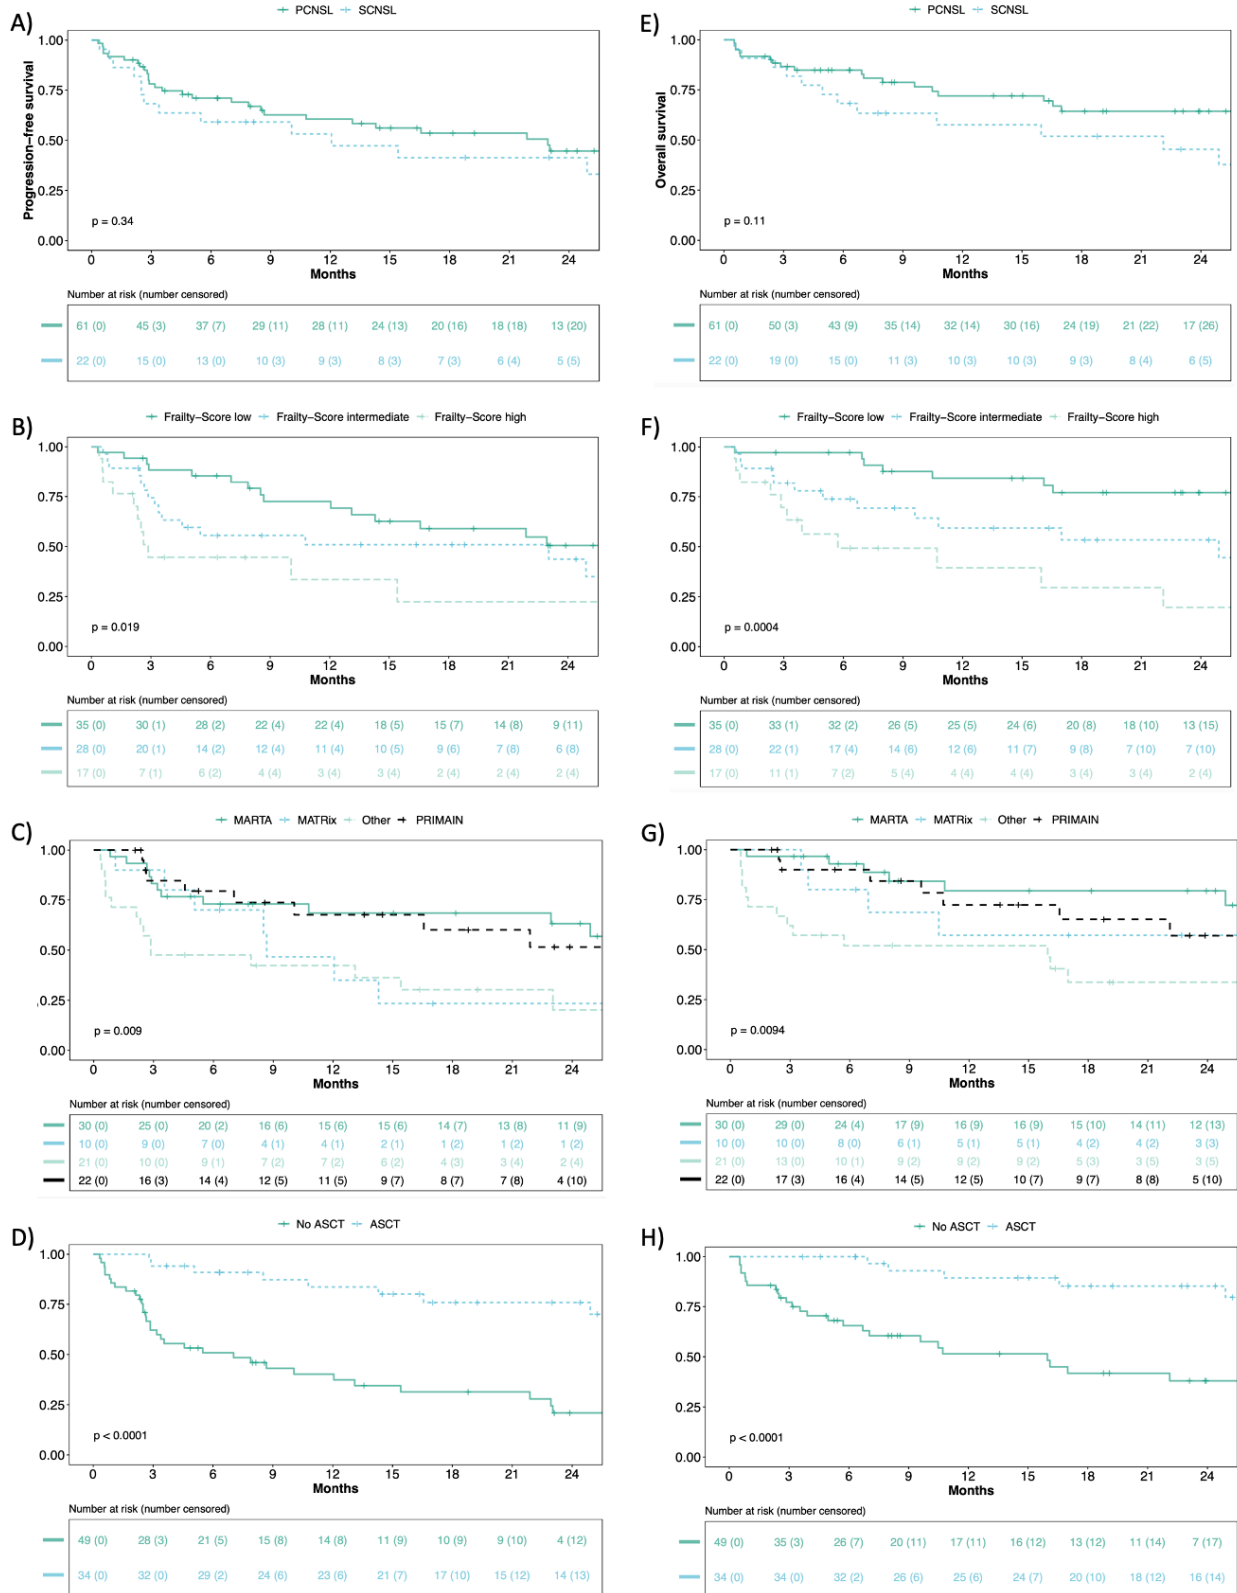 A)
PCNSL SCNSL
Progression-free survival
1.00
0.75
0.50
0.25
0.00
p = 0.34
0 3 6 9 12 15 18 21 24
Months
Number at risk (number censored)
61 (0) 45 (3) 37 (7) 29 (11) 28 (11) 24 (13) 20 (16) 18 (18) 13 (20)
22 (0) 15 (0) 13 (0) 10 (3) 9 (3) 8 (3) 7 (3) 6 (4) 5 (5)
E)
PCNSL SCNSL
Overall survival
1.00
0.75
0.50
0.25
0.00
p = 0.11
0 3 6 9 12 15 18 21 24
Months
Number at risk (number censored)
61 (0) 50 (3) 43 (9) 35 (14) 32 (14) 30 (16) 24 (19) 21 (22) 17 (26)
22 (0) 19 (0) 15 (0) 11 (3) 10 (3) 10 (3) 9 (3) 8 (4) 6 (5)
B)
Frailty-Score low Frailty-Score intermediate Frailty-Score high
1.00
0.75
0.50
0.25
0.00
p = 0.019
0 3 6 9 12 15 18 21 24
Months
Number at risk (number censored)
35 (0) 30 (1) 28 (2) 22 (4) 22 (4) 18 (5) 15 (7) 14 (8) 9 (11)
28 (0) 20 (1) 14 (2) 12 (4) 11 (4) 10 (5) 9 (6) 7 (8) 6 (8)
17 (0) 7 (1) 6 (2) 4 (4) 3 (4) 3 (4) 2 (4) 2 (4) 2 (4)
F)
Frailty-Score low Frailty-Score intermediate Frailty-Score high
1.00
0.75
0.50
0.25
0.00
p = 0.0004
0 3 6 9 12 15 18 21 24
Months
Number at risk (number censored)
35 (0) 33 (1) 32 (2) 26 (5) 25 (5) 24 (6) 20 (8) 18 (10) 13 (15)
28 (0) 22 (1) 17 (4) 14 (6) 12 (6) 11 (7) 9 (8) 7 (10) 7 (10)
17 (0) 11 (1) 7 (2) 5 (4) 4 (4) 4 (4) 3 (4) 3 (4) 2 (4)
C)
MARTA MATRix Other PRIMAIN
1.00
0.75
0.50
0.25
0.00
p = 0.009
0 3 6 9 12 15 18 21 24
Months
Number at risk (number censored)
30 (0) 25 (0) 20 (2) 16 (6) 15 (6) 15 (6) 14 (7) 13 (8) 11 (9)
10 (0) 9 (0) 7 (0) 4 (1) 4 (1) 2 (1) 1 (2) 1 (2) 1 (2)
21 (0) 10 (0) 9 (1) 7 (2) 7 (2) 6 (2) 4 (3) 3 (4) 2 (4)
22 (0) 16 (3) 14 (4) 12 (5) 11 (5) 9 (7) 8 (7) 7 (8) 4 (10)
G)
MARTA MATRix Other PRIMAIN
1.00
0.75
0.50
0.25
0.00
p = 0.0094
0 3 6 9 12 15 18 21 24
Months
Number at risk (number censored)
30 (0) 29 (0) 24 (4) 17 (9) 16 (9) 16 (9) 15 (10) 14 (11) 12 (13)
10 (0) 10 (0) 8 (0) 6 (1) 5 (1) 5 (1) 4 (2) 4 (2) 3 (3)
21 (0) 13 (0) 10 (1) 9 (2) 9 (2) 9 (2) 5 (3) 3 (5) 3 (5)
22 (0) 17 (3) 16 (4) 14 (5) 12 (5) 10 (7) 9 (7) 8 (8) 5 (10)
D)
No ASCT ASCT
1.00
0.75
0.50
0.25
0.00
p < 0.0001
0 3 6 9 12 15 18 21 24
Months
Number at risk (number censored)
49 (0) 28 (3) 21 (5) 15 (8) 14 (8) 11 (9) 10 (9) 9 (10) 4 (12)
34 (0) 32 (0) 29 (2) 24 (6) 23 (6) 21 (7) 17 (10) 15 (12) 14 (13)
H)
No ASCT ASCT
1.00
0.75
0.50
0.25
0.00
p < 0.0001
0 3 6 9 12 15 18 21 24
Months
Number at risk (number censored)
49 (0) 35 (3) 26 (7) 20 (11) 17 (11) 16 (12) 13 (12) 11 (14) 7 (17)
34 (0) 34 (0) 32 (2) 26 (6) 25 (6) 24 (7) 20 (10) 18 (12) 16 (14)